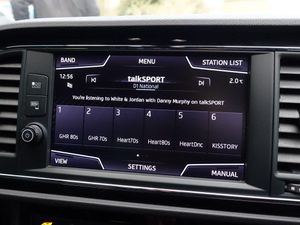 BAND MENU STATION LIST
12:56 talkSPORT 2.0°c
D1 National
You're listening to White & Jordan with Danny Murphy on talkSPORT
1 2 3 4 5 6
GHR 80s GHR 70s Heart70s Heart80s HeartDnc KISSTORY
VIEW SETTINGS MANUAL